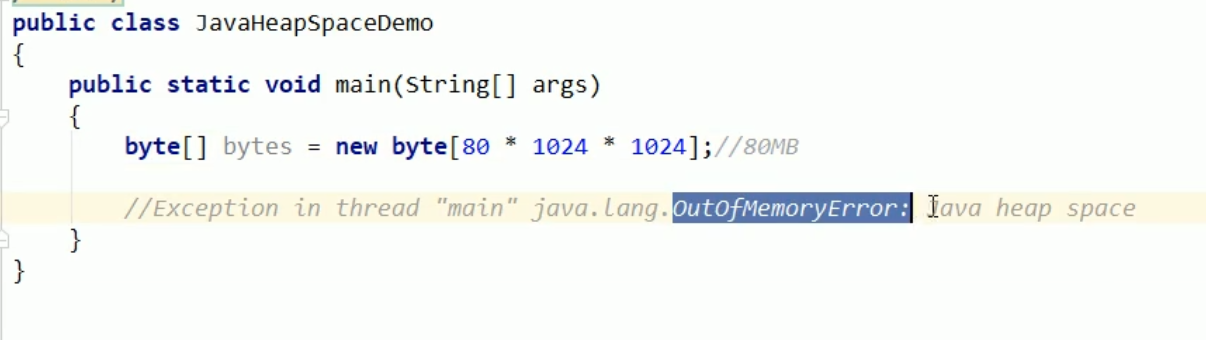 public class JavaHeapSpaceDemo
{
public static void main(String[] args)
{
byte[] bytes = new byte[80 * 1024 * 1024];//80MB
//Exception in thread "main" java.lang.OutOfMemoryError: Java heap space
}
}